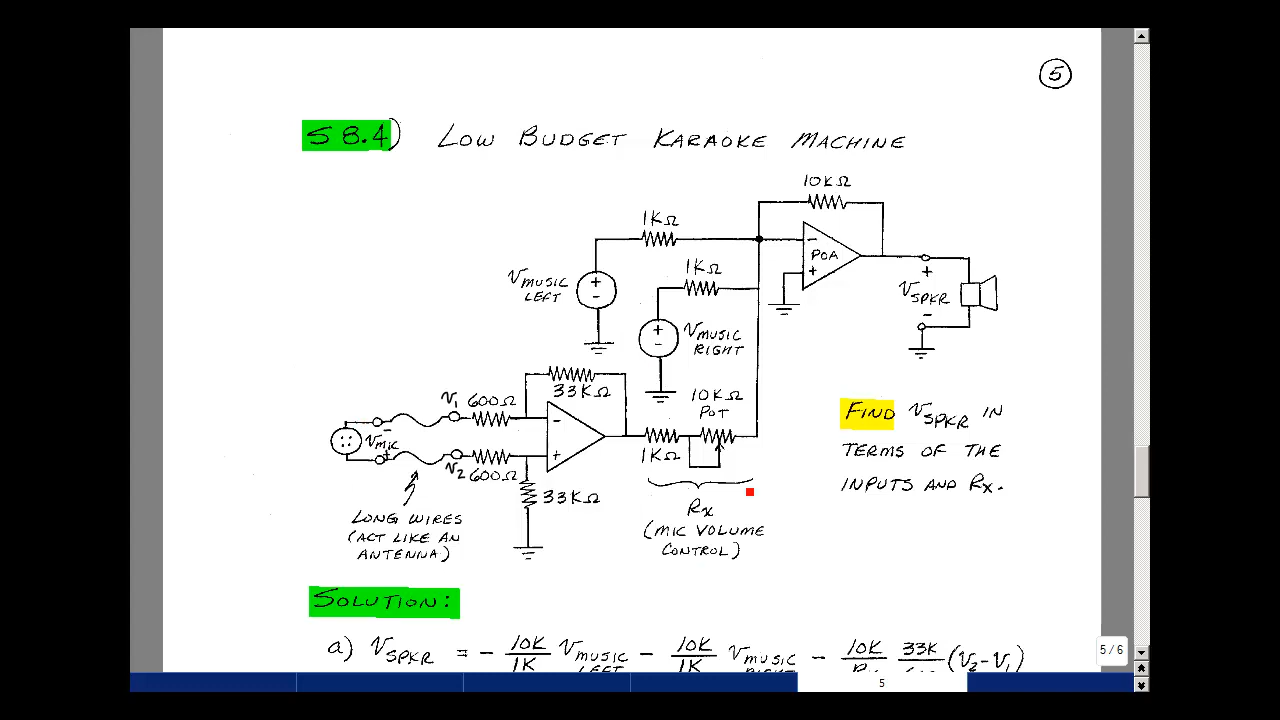 5
S 8.4) LOW BUDGET KARAOKE MACHINE
10KΩ
1KΩ
1KΩ
POA
+
VMUSIC LEFT
VMUSIC RIGHT
VSPKR
33KΩ
10KΩ POT
V1 600Ω
VMIC
V2 600Ω
1KΩ
33KΩ
LONG WIRES
(ACT LIKE AN
ANTENNA)
RX
(MIC VOLUME
CONTROL)
FIND VSPKR IN
TERMS OF THE
INPUTS AND RX.
SOLUTION:
a) VSPKR = - 10K/1K VMUSIC LEFT - 10K/1K VMUSIC - 10K 33K (V2-V1)
5 / 6
5